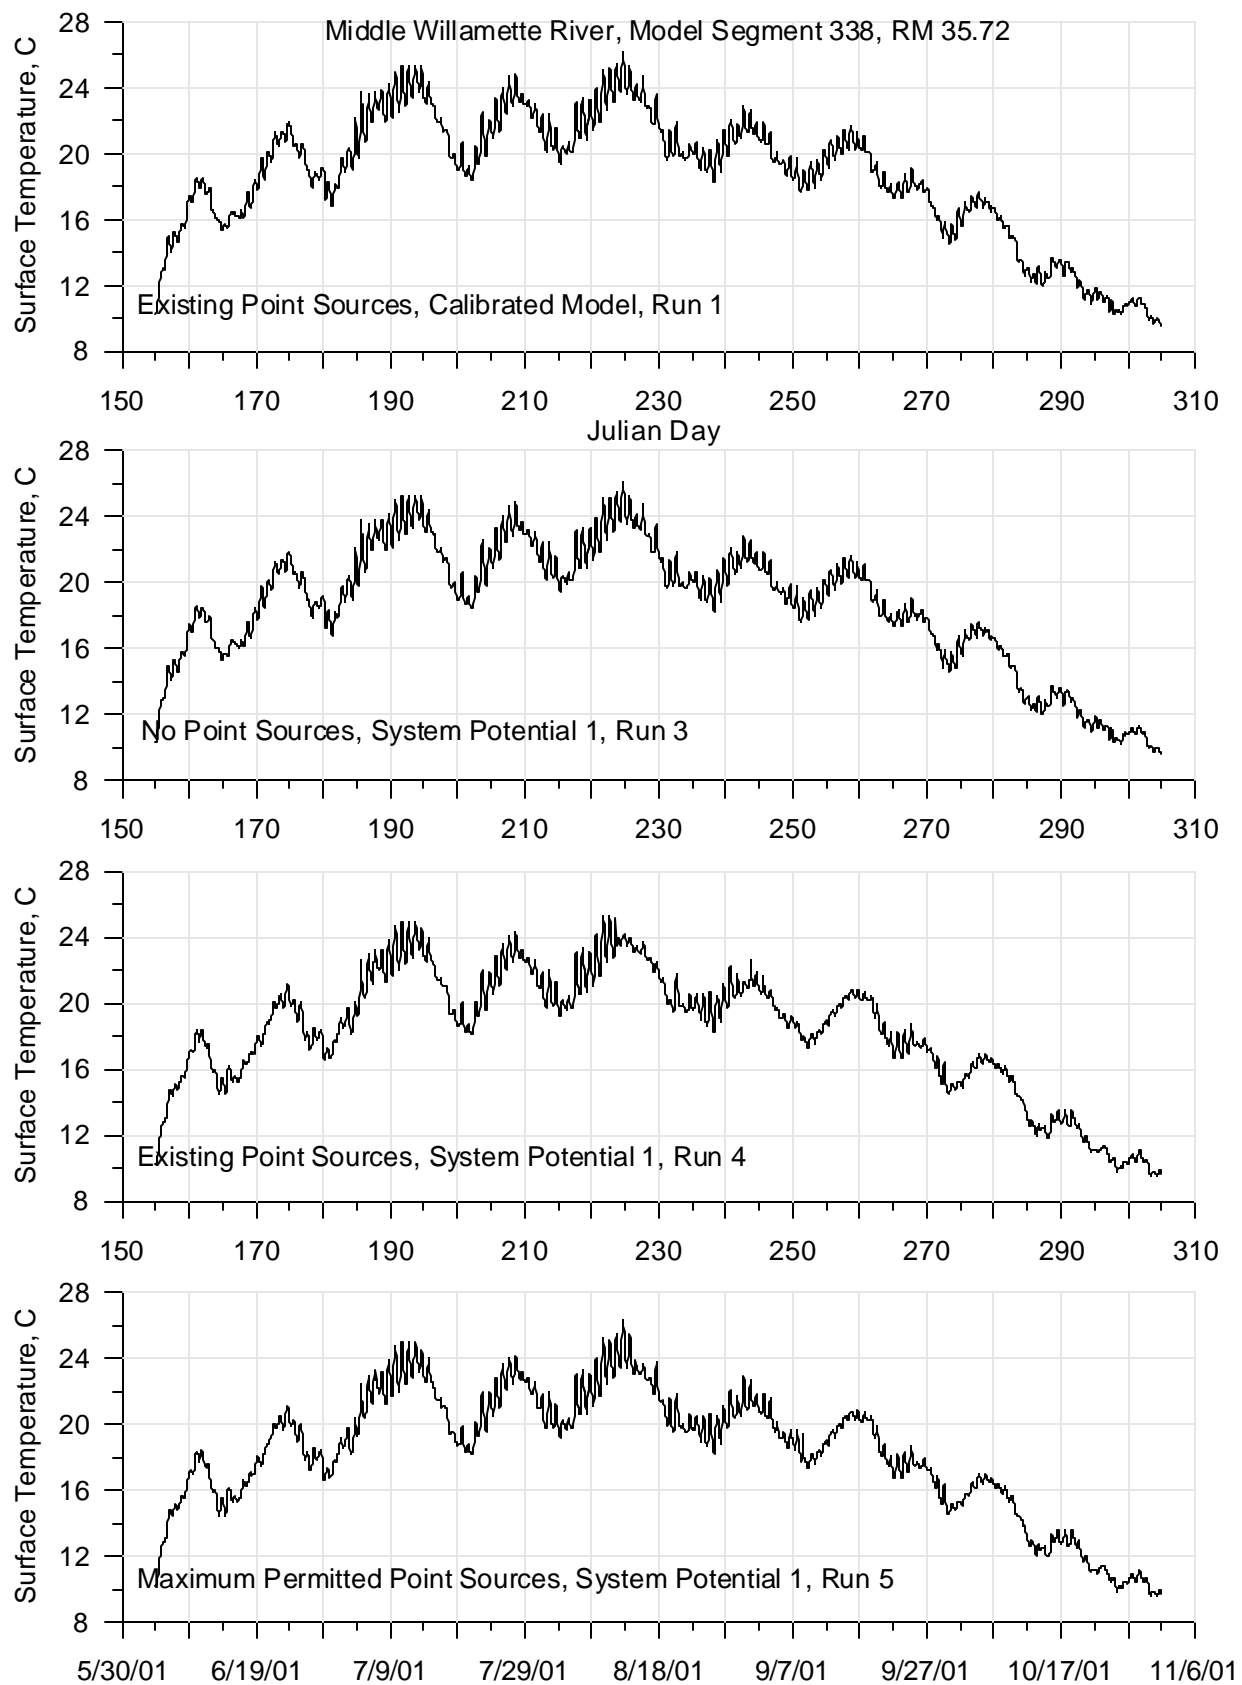 Middle Willamette River, Model Segment 338, RM 35.72
Surface Temperature, C
28
24
20
16
12
8
Existing Point Sources, Calibrated Model, Run 1
150 170 190 210 230 250 270 290 310
Julian Day
Surface Temperature, C
28
24
20
16
12
8
No Point Sources, System Potential 1, Run 3
150 170 190 210 230 250 270 290 310
Surface Temperature, C
28
24
20
16
12
8
Existing Point Sources, System Potential 1, Run 4
150 170 190 210 230 250 270 290 310
Surface Temperature, C
28
24
20
16
12
8
Maximum Permitted Point Sources, System Potential 1, Run 5
5/30/01 6/19/01 7/9/01 7/29/01 8/18/01 9/7/01 9/27/01 10/17/01 11/6/01